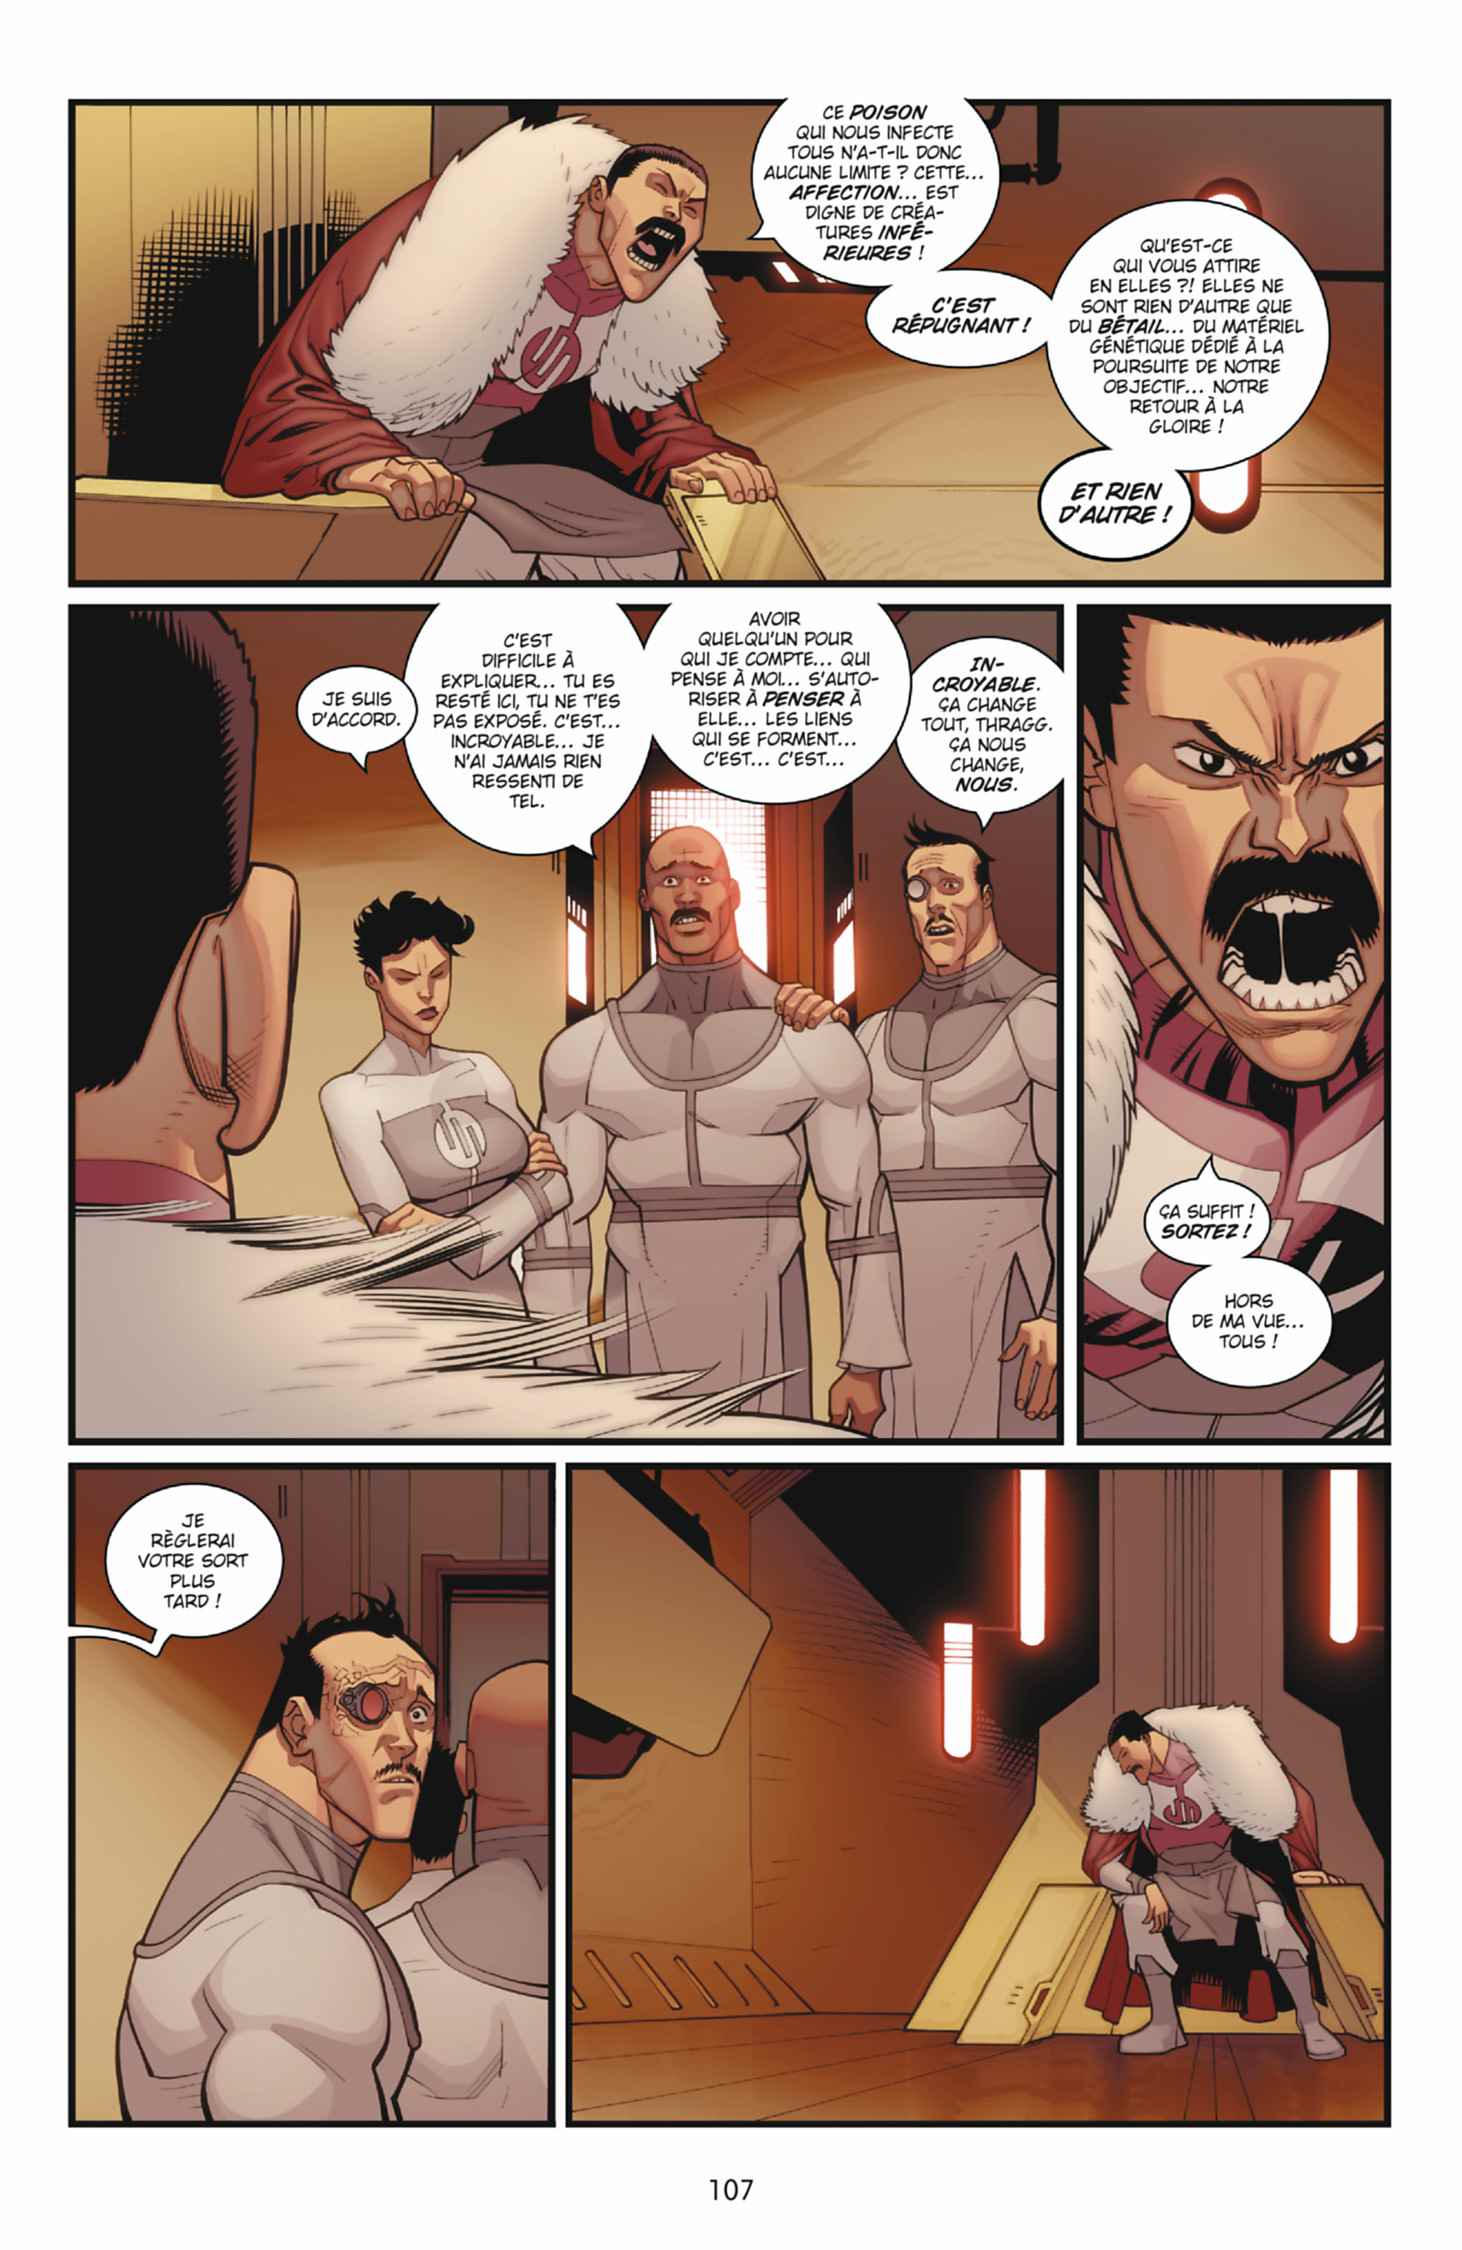 CE POISON
QUI NOUS INFECTE
TOUS N'A-T-IL DONC
AUCUNE LIMITE ? CETTE...
AFFECTION... EST
DIGNE DE CRÉA-
TURES INFÉ-
RIEURES !
C'EST
RÉPUGNANT !
QU'EST-CE
QUI VOUS ATTIRE
EN ELLES ?! ELLES NE
SONT RIEN D'AUTRE QUE
DU BÉTAIL... DU MATÉRIEL
GÉNÉTIQUE DÉDIÉ À LA
POURSUITE DE NOTRE
OBJECTIF... NOTRE
RETOUR À LA
GLOIRE !
ET RIEN
D'AUTRE !
JE SUIS
D'ACCORD.
C'EST
DIFFICILE À
EXPLIQUER... TU ES
RESTÉ ICI, TU NE T'ES
PAS EXPOSÉ. C'EST...
INCROYABLE... JE
N'AI JAMAIS RIEN
RESSENTI DE
TEL.
AVOIR
QUELQU'UN POUR
QUI JE COMPTE... QUI
PENSE À MOI... S'AUTO-
RISER À PENSER À
ELLE... LES LIENS
QUI SE FORMENT...
C'EST... C'EST...
IN-
CROYABLE.
ÇA CHANGE
TOUT, THRAGG.
ÇA NOUS
CHANGE,
NOUS.
ÇA SUFFIT !
SORTEZ !
HORS
DE MA VUE...
TOUS !
JE
RÈGLERAI
VOTRE SORT
PLUS
TARD !
107